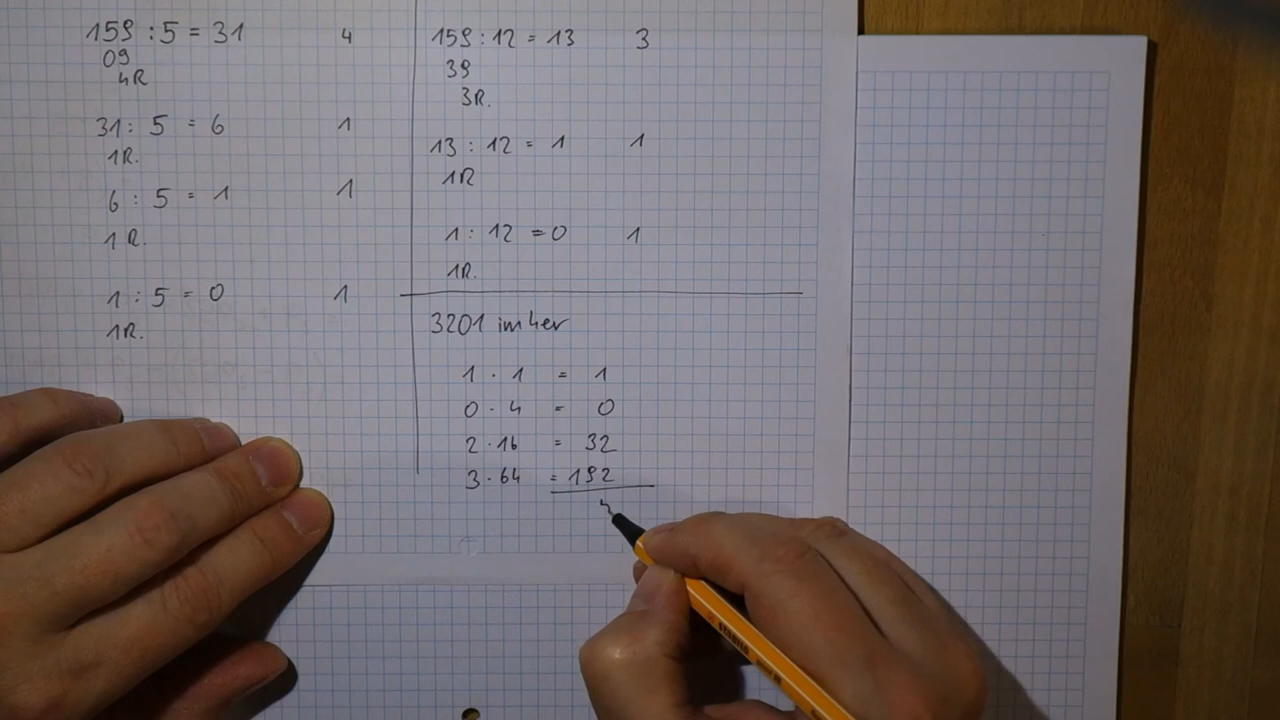 159 : 5 = 31 4
09
4R
31 : 5 = 6 1
1R.
6 : 5 = 1 1
1 R.
1 : 5 = 0 1
1R.
159 : 12 = 13 3
39
3R.
13 : 12 = 1 1
1R
1 : 12 = 0 1
1R.
3201 im 4er
1 · 1 = 1
0 · 4 = 0
2 · 16 = 32
3 · 64 = 192
STABILO